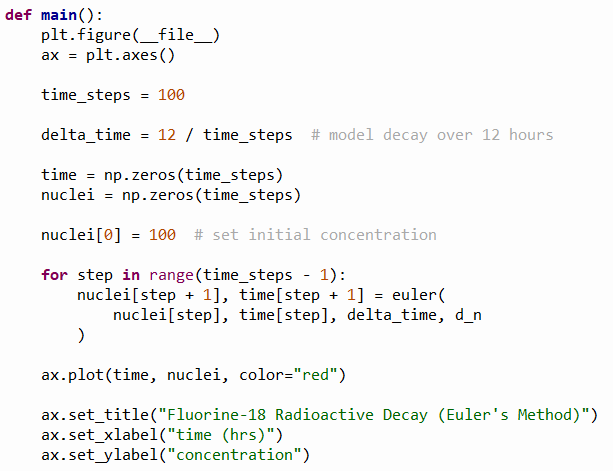 def main():
    plt.figure(__file__)
    ax = plt.axes()
    time_steps = 100
    delta_time = 12 / time_steps  # model decay over 12 hours
    time = np.zeros(time_steps)
    nuclei = np.zeros(time_steps)
    nuclei[0] = 100  # set initial concentration
    for step in range(time_steps - 1):
        nuclei[step + 1], time[step + 1] = euler(
            nuclei[step], time[step], delta_time, d_n
        )
    ax.plot(time, nuclei, color="red")
    ax.set_title("Fluorine-18 Radioactive Decay (Euler's Method)")
    ax.set_xlabel("time (hrs)")
    ax.set_ylabel("concentration")